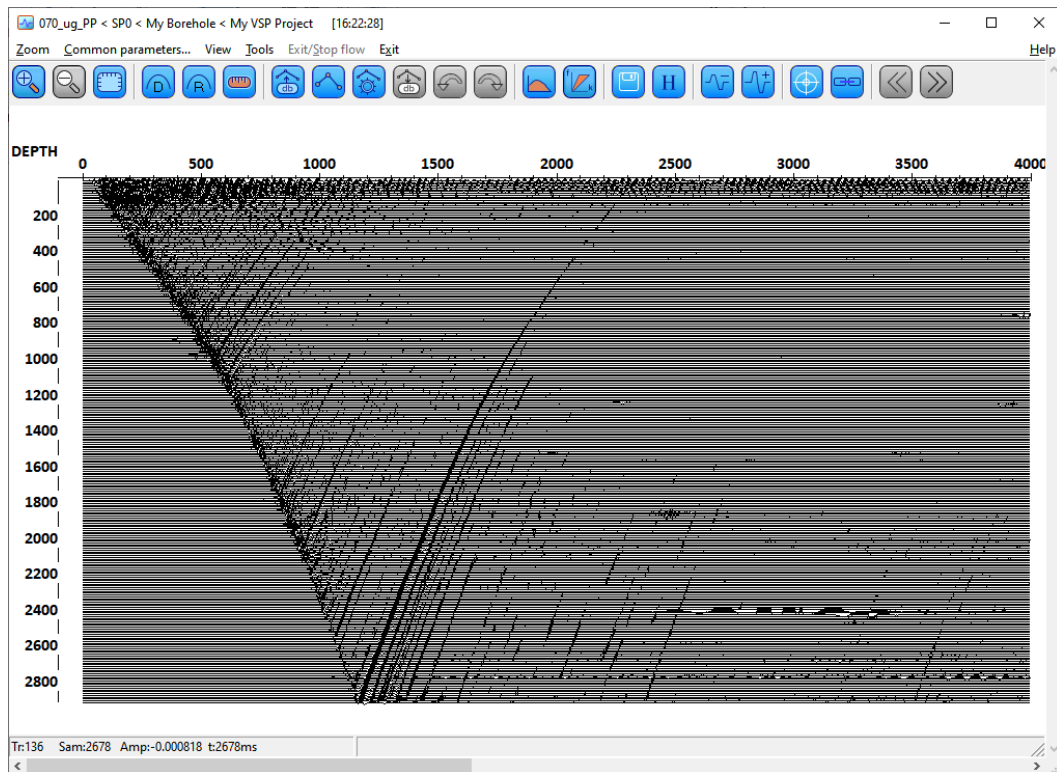 070_ug_PP < SP0 < My Borehole < My VSP Project [16:22:28]
Zoom Common parameters... View Tools Exit/Stop flow Exit Help
D R db db f k H
DEPTH 0 500 1000 1500 2000 2500 3000 3500 4000
200
400
600
800
1000
1200
1400
1600
1800
2000
2200
2400
2600
2800
Tr:136 Sam:2678 Amp:-0.000818 t:2678ms